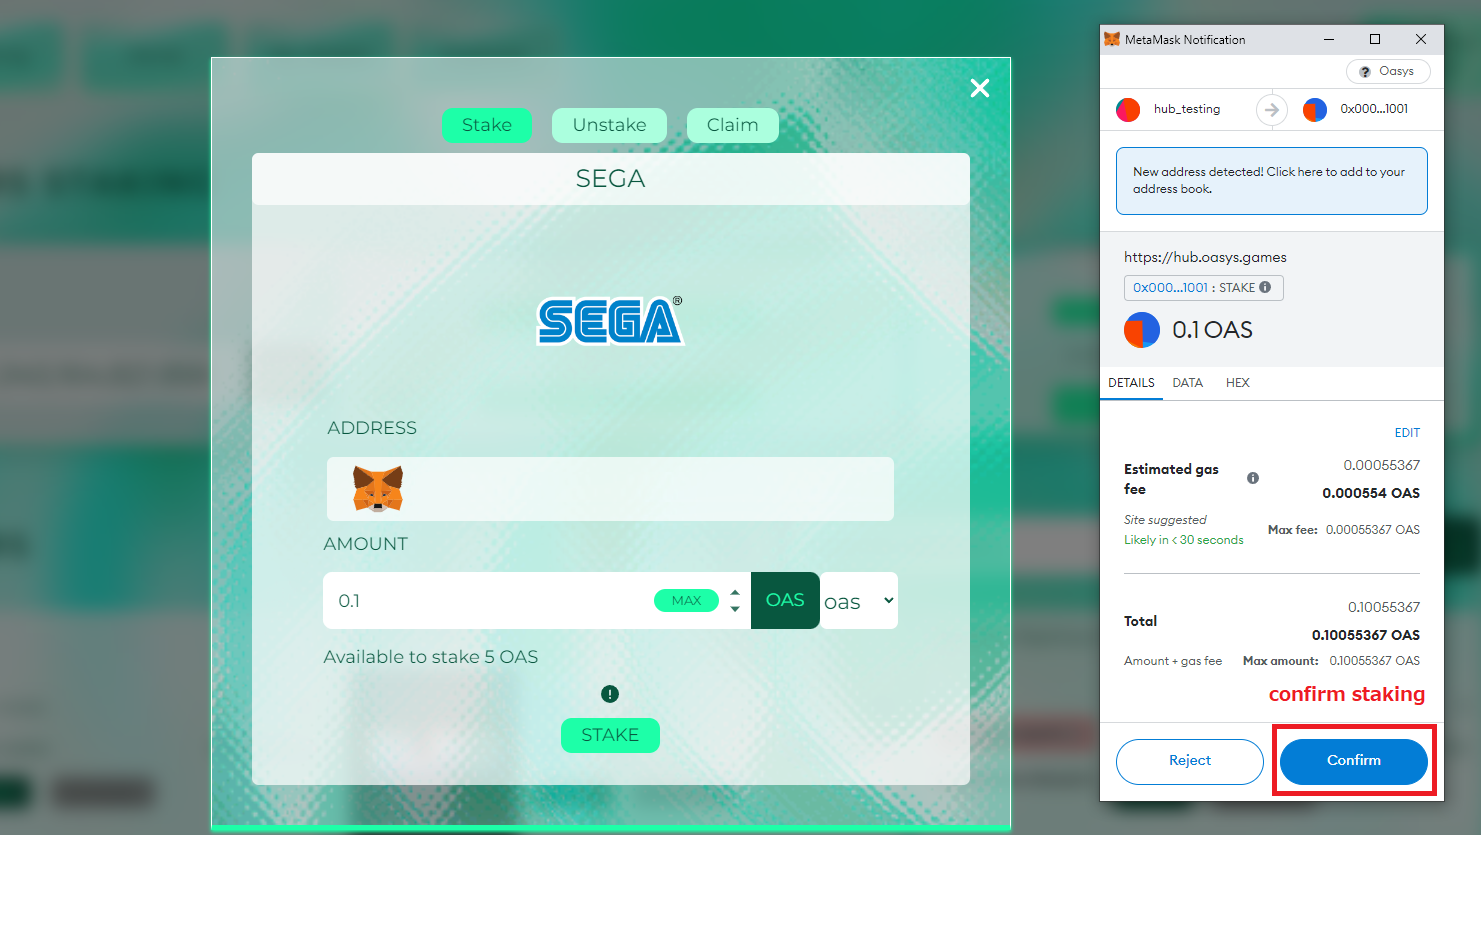 Stake
Unstake
Claim
SEGA
SEGA®
ADDRESS
AMOUNT
0.1
MAX
OAS
oas
Available to stake 5 OAS
!
STAKE
MetaMask Notification
? Oasys
hub_testing
0x000...1001
New address detected! Click here to add to your
address book.
https://hub.oasys.games
0x000...1001 : STAKE
0.1 OAS
DETAILS
DATA
HEX
EDIT
Estimated gas
fee
0.00055367
0.000554 OAS
Site suggested
Likely in < 30 seconds
Max fee: 0.00055367 OAS
Total
0.10055367
0.10055367 OAS
Amount + gas fee
Max amount: 0.10055367 OAS
confirm staking
Reject
Confirm